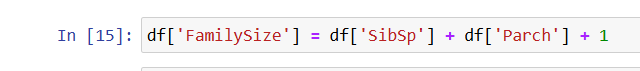 In [15]: df['FamilySize'] = df['SibSp'] + df['Parch'] + 1